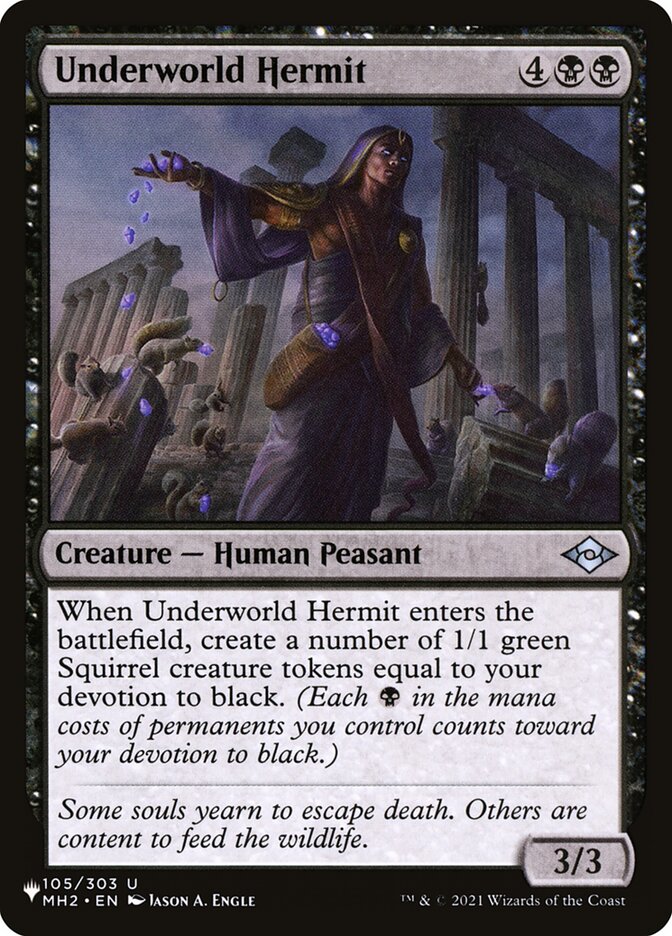 Underworld Hermit 4
Creature — Human Peasant
When Underworld Hermit enters the
battlefield, create a number of 1/1 green
Squirrel creature tokens equal to your
devotion to black. (Each in the mana
costs of permanents you control counts toward
your devotion to black.)
Some souls yearn to escape death. Others are
content to feed the wildlife.
3/3
105/303 U
MH2 • EN Jason A. Engle
™ & © 2021 Wizards of the Coast